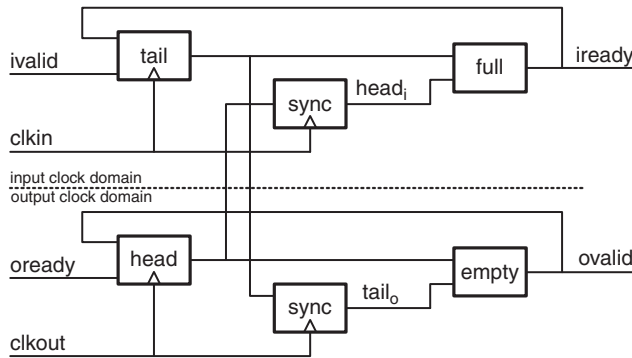 ivalid
tail
full
iready
sync
head_i
clkin
input clock domain
output clock domain
oready
head
empty
ovalid
sync
tail_o
clkout